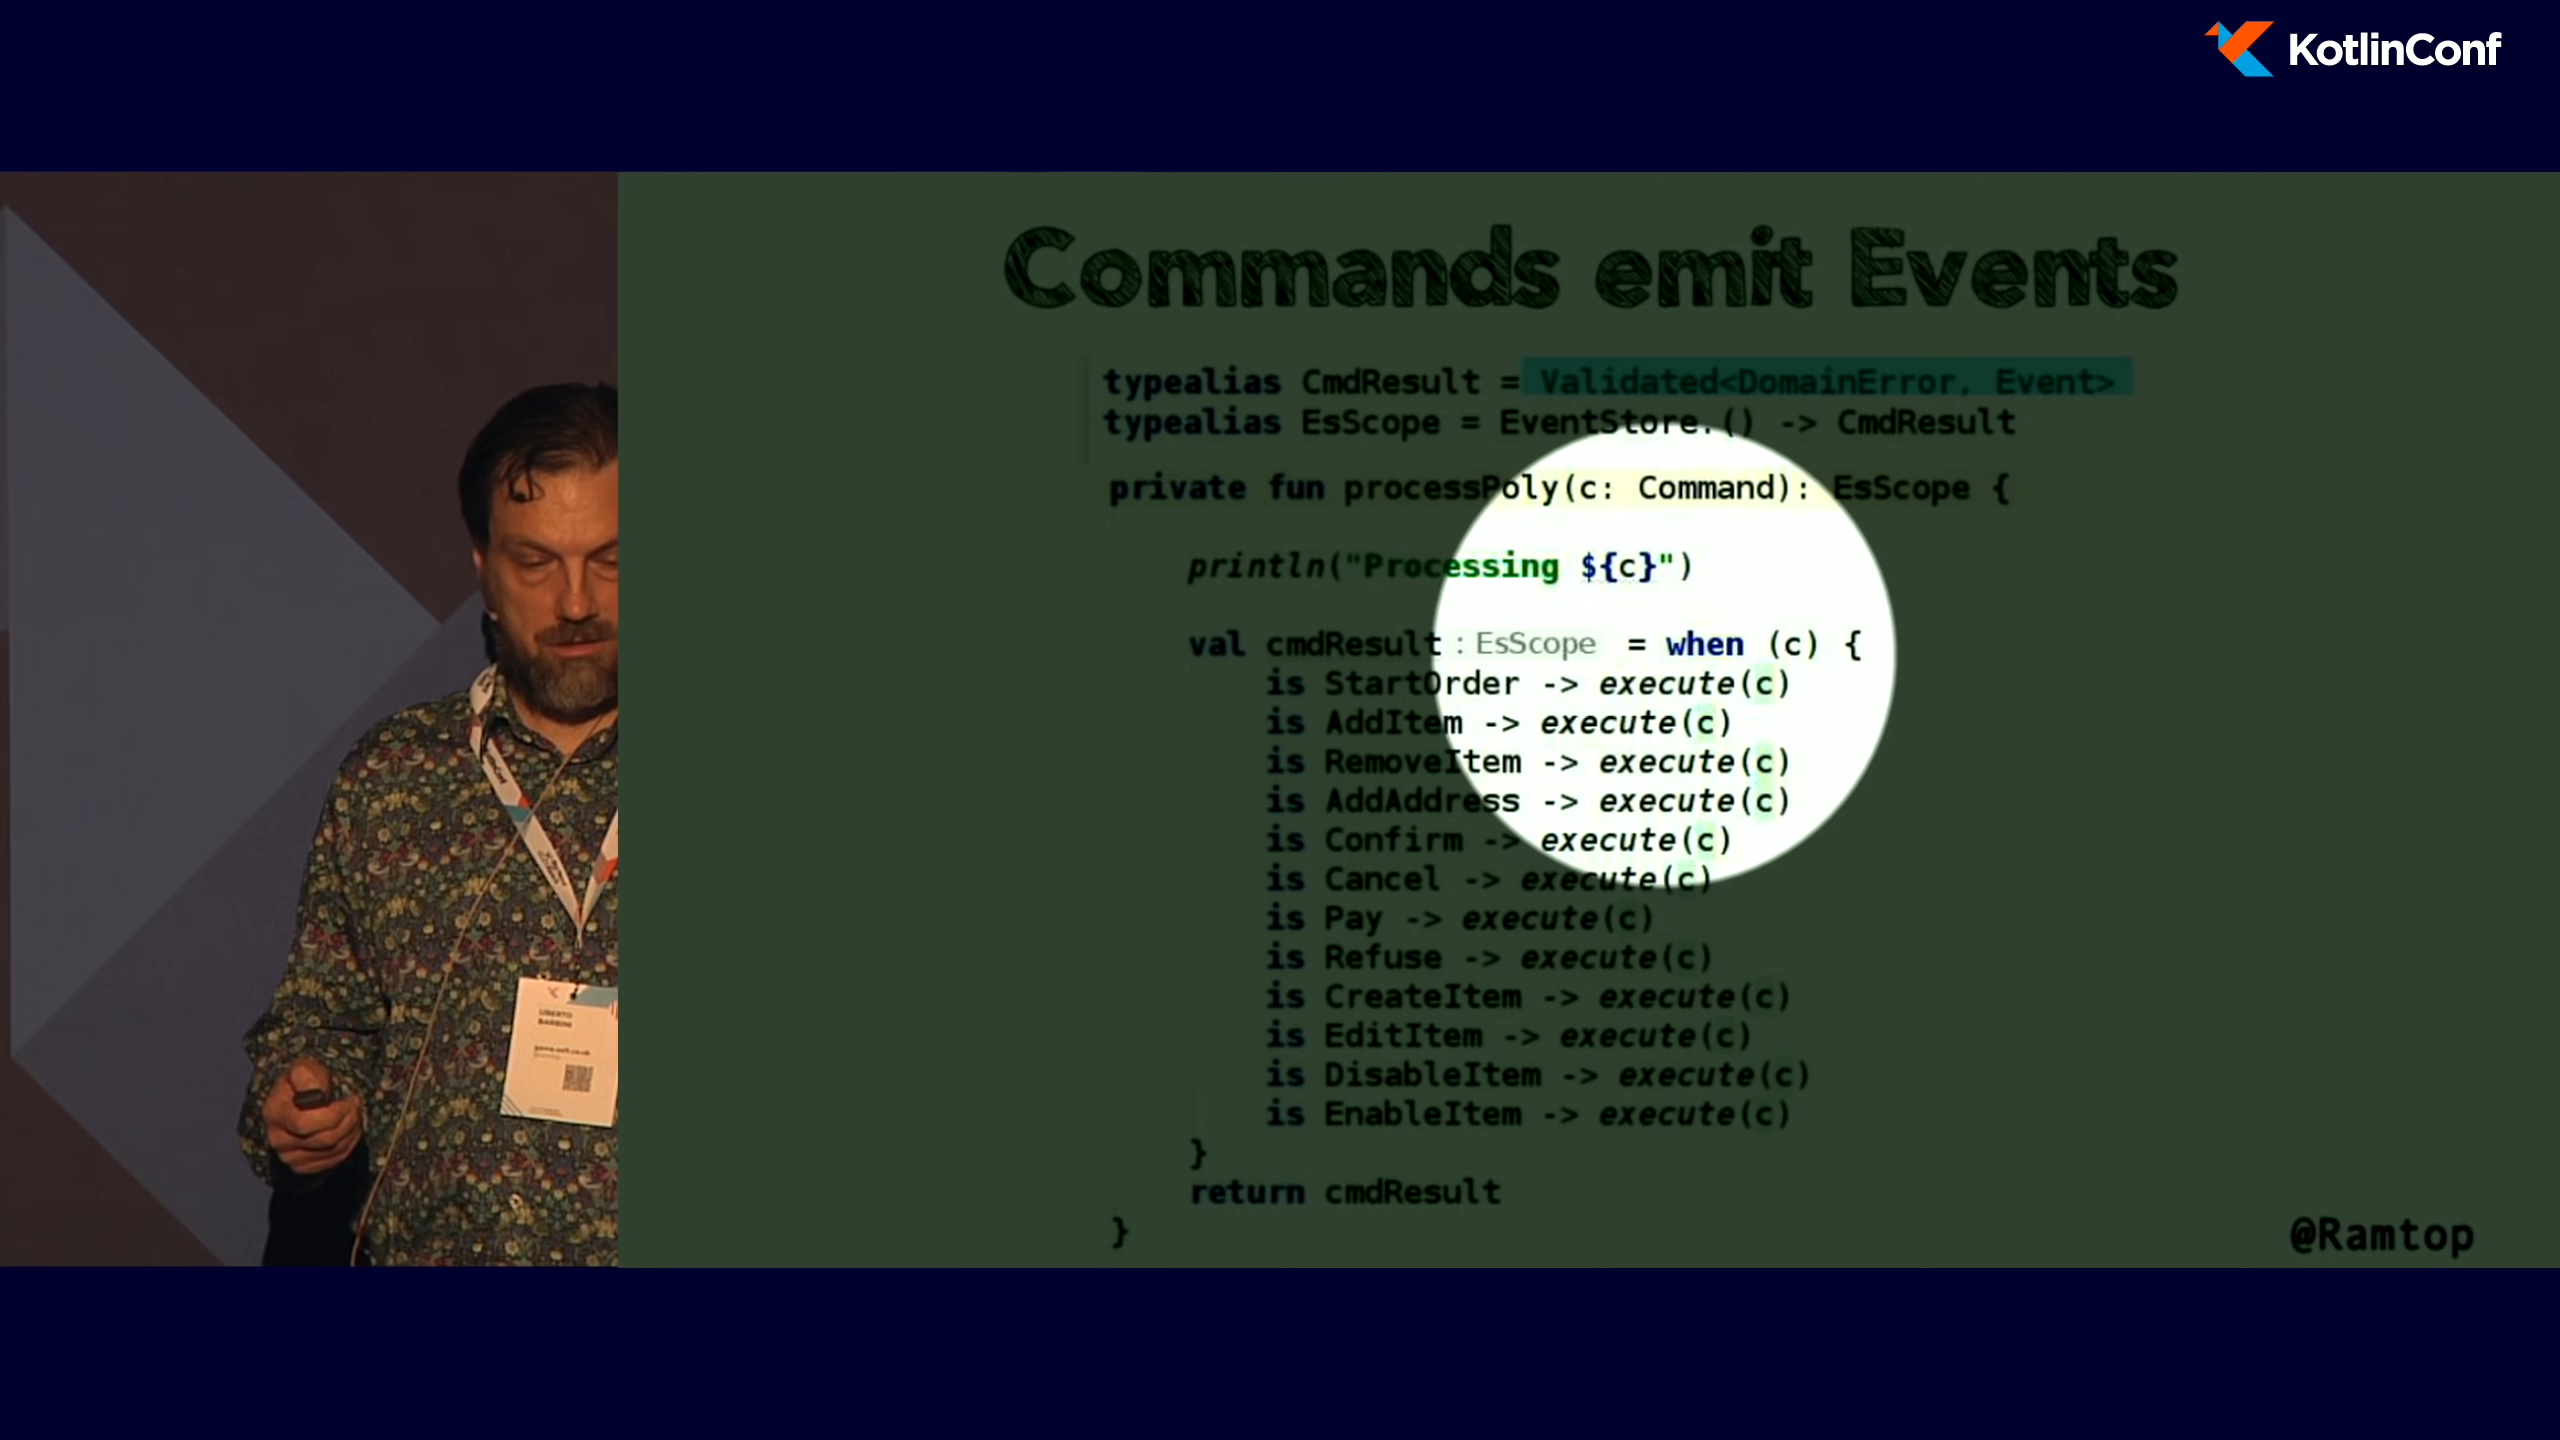 KotlinConf
Commands emit Events
typealias CmdResult = Validated<DomainError, Event>
typealias EsScope = EventStore.() -> CmdResult
private fun processPoly(c: Command): EsScope {
println("Processing ${c}")
val cmdResult : EsScope = when (c) {
is StartOrder -> execute(c)
is AddItem -> execute(c)
is RemoveItem -> execute(c)
is AddAddress -> execute(c)
is Confirm -> execute(c)
is Cancel -> execute(c)
is Pay -> execute(c)
is Refuse -> execute(c)
is CreateItem -> execute(c)
is EditItem -> execute(c)
is DisableItem -> execute(c)
is EnableItem -> execute(c)
}
return cmdResult
}
@Ramtop
UBERTO
BARBINI